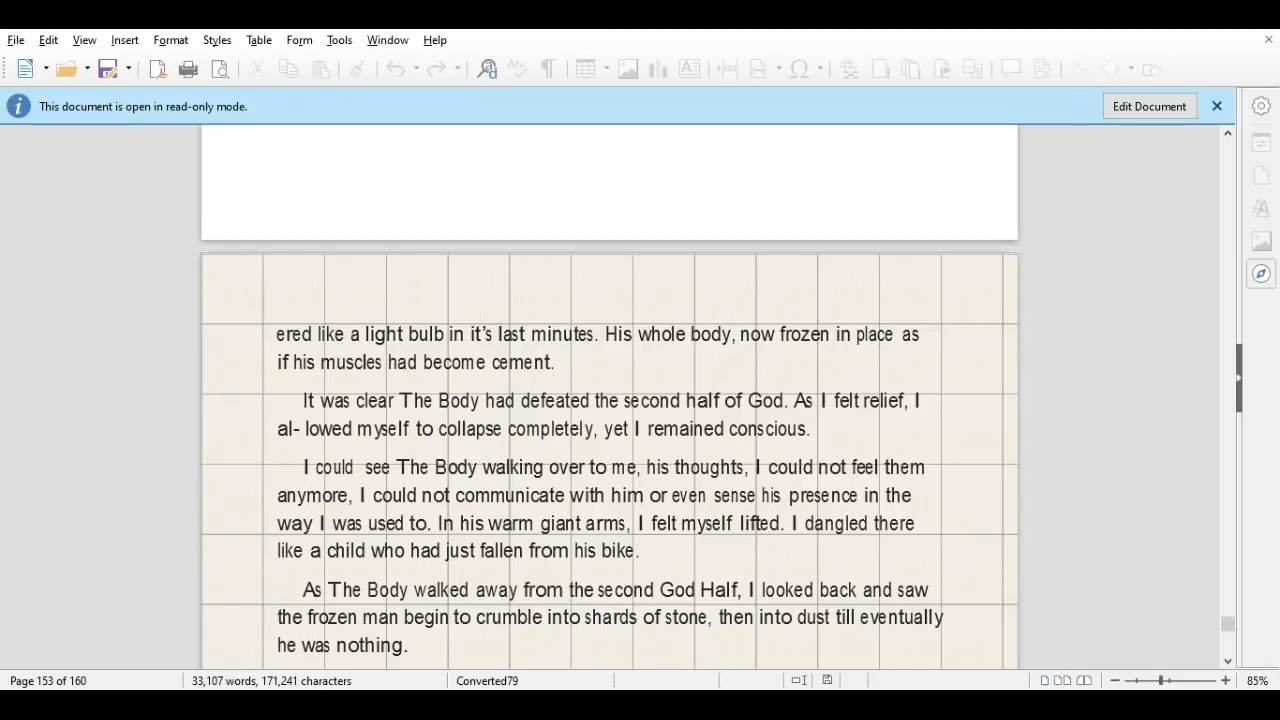 File Edit View Insert Format Styles Table Form Tools Window Help
This document is open in read-only mode.
Edit Document
ered like a light bulb in it’s last minutes. His whole body, now frozen in place as
if his muscles had become cement.
It was clear The Body had defeated the second half of God. As I felt relief, I
al- lowed myself to collapse completely, yet I remained conscious.
I could see The Body walking over to me, his thoughts, I could not feel them
anymore, I could not communicate with him or even sense his presence in the
way I was used to. In his warm giant arms, I felt myself lifted. I dangled there
like a child who had just fallen from his bike.
As The Body walked away from the second God Half, I looked back and saw
the frozen man begin to crumble into shards of stone, then into dust till eventually
he was nothing.
Page 153 of 160
33,107 words, 171,241 characters
Converted79
85%